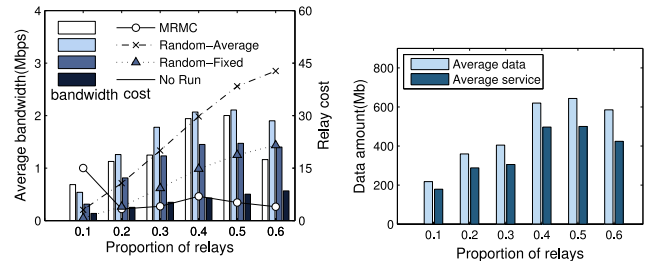 4
3
2
1
0
Average bandwidth(Mbps)
60
45
30
15
0
Relay cost
bandwidth cost
MRMC
Random-Average
Random-Fixed
No Run
0.1 0.2 0.3 0.4 0.5 0.6
Proportion of relays
800
600
400
200
0
Data amount(Mb)
Average data
Average service
0.1 0.2 0.3 0.4 0.5 0.6
Proportion of relays